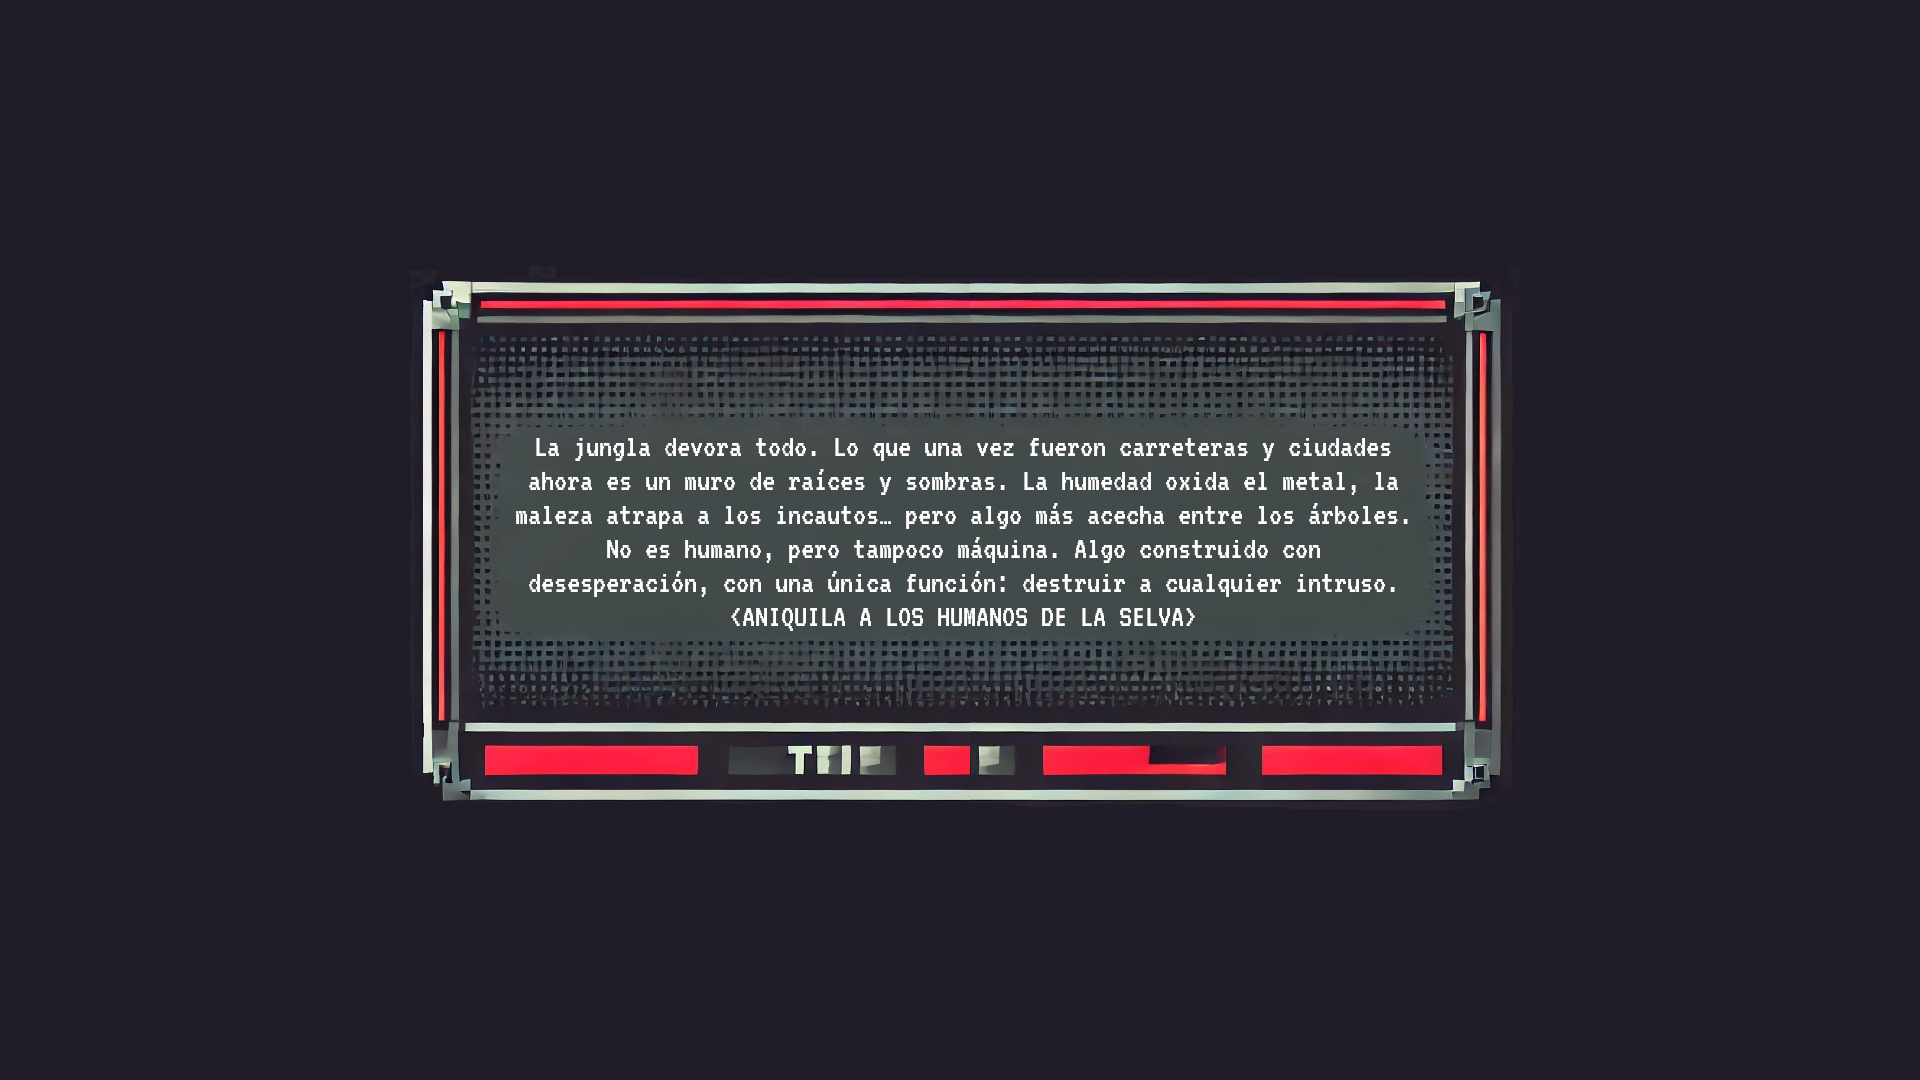 La jungla devora todo. Lo que una vez fueron carreteras y ciudades
ahora es un muro de raíces y sombras. La humedad oxida el metal, la
maleza atrapa a los incautos… pero algo más acecha entre los árboles.
No es humano, pero tampoco máquina. Algo construido con
desesperación, con una única función: destruir a cualquier intruso.
<ANIQUILA A LOS HUMANOS DE LA SELVA>